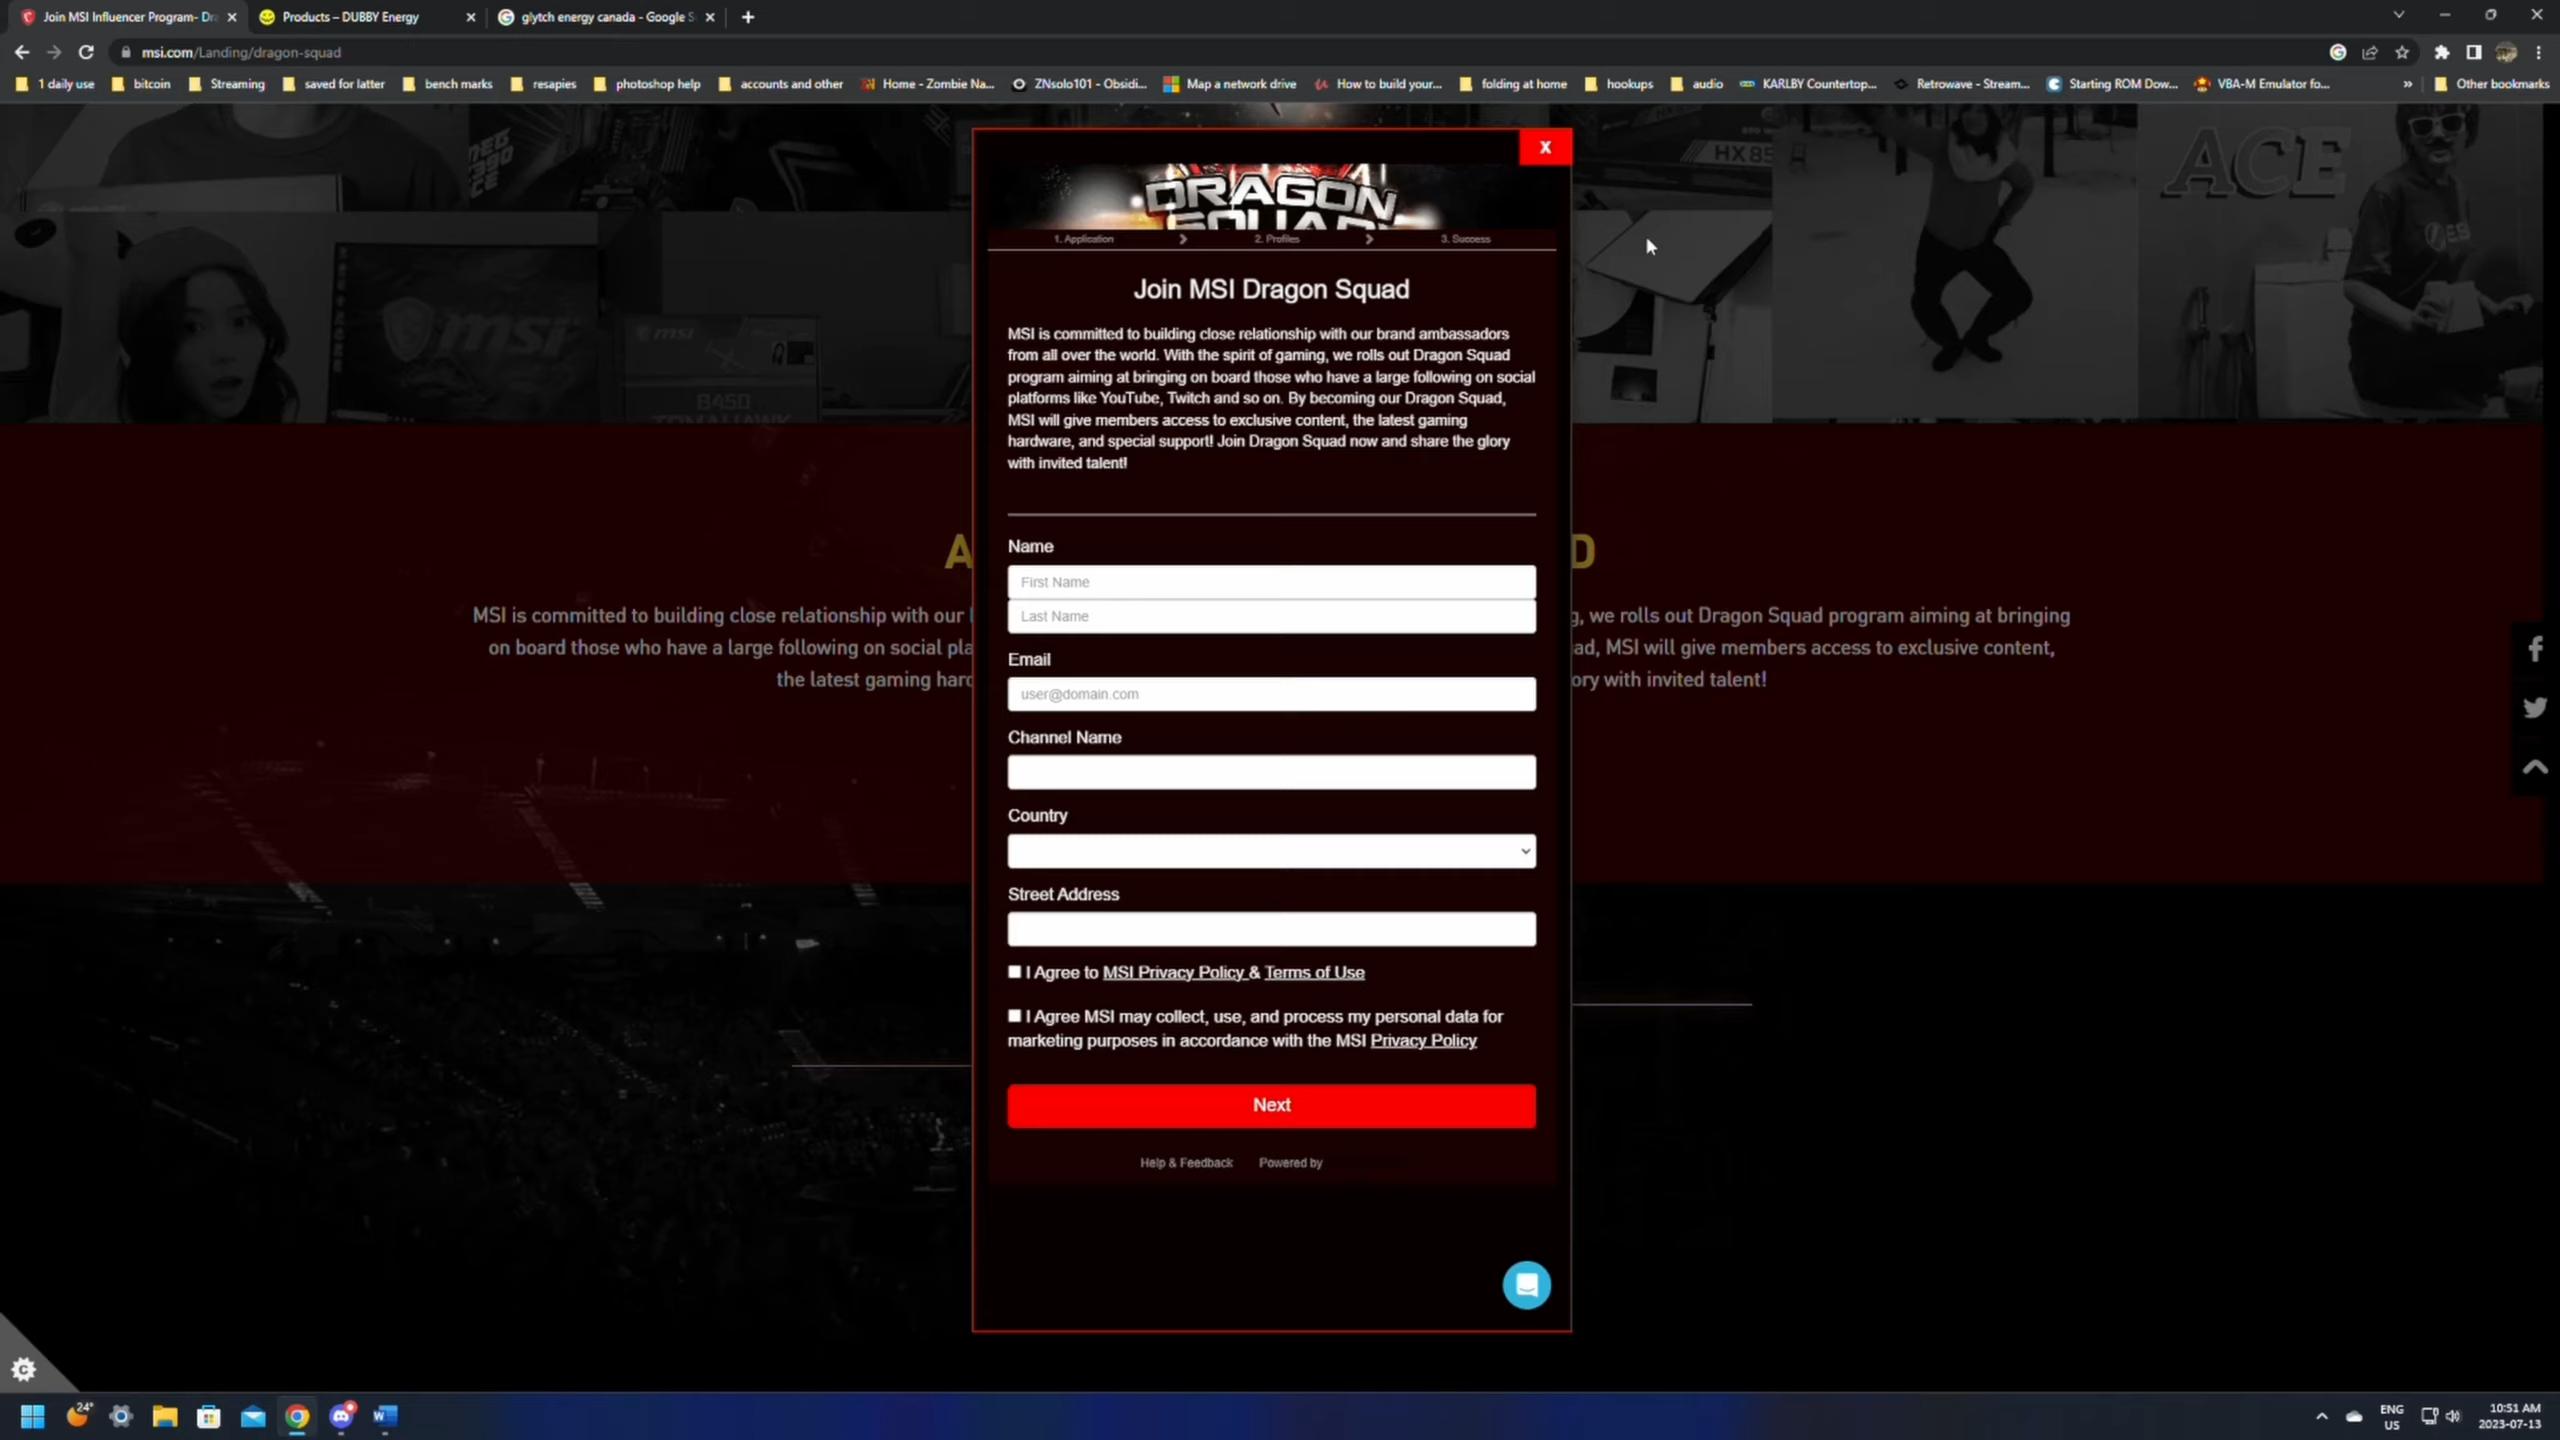 Join MSI Influencer Program- Dra
Products – DUBBY Energy
glytch energy canada - Google S
msi.com/Landing/dragon-squad
1 daily use
bitcoin
Streaming
saved for latter
bench marks
resapies
photoshop help
accounts and other
Home - Zombie Na...
ZNsolo101 - Obsidi...
Map a network drive
How to build your...
folding at home
hookups
audio
KARLBY Countertop...
Retrowave - Stream...
Starting ROM Dow...
VBA-M Emulator fo...
»
Other bookmarks
X
DRAGON
SQUAD
1. Application
2. Profiles
3. Success
HX 85
ACE
msi
msi
B450
TOMAHAWK
Join MSI Dragon Squad
MSI is committed to building close relationship with our brand ambassadors
from all over the world. With the spirit of gaming, we rolls out Dragon Squad
program aiming at bringing on board those who have a large following on social
platforms like YouTube, Twitch and so on. By becoming our Dragon Squad,
MSI will give members access to exclusive content, the latest gaming
hardware, and special support! Join Dragon Squad now and share the glory
with invited talent!
A
D
MSI is committed to building close relationship with our
g, we rolls out Dragon Squad program aiming at bringing
on board those who have a large following on social pla
ad, MSI will give members access to exclusive content,
the latest gaming hard
ory with invited talent!
Name
First Name
Last Name
Email
user@domain.com
Channel Name
Country
Street Address
I Agree to MSI Privacy Policy & Terms of Use
I Agree MSI may collect, use, and process my personal data for
marketing purposes in accordance with the MSI Privacy Policy
Next
Help & Feedback
Powered by
24°
ENG
US
10:51 AM
2023-07-13